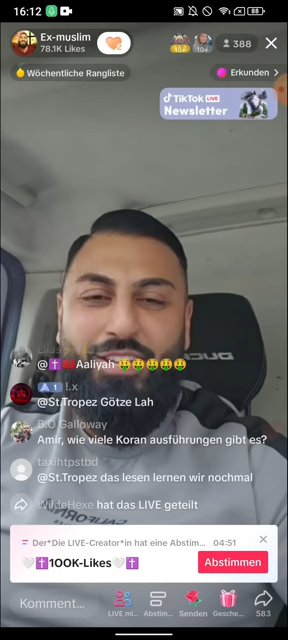 16:12
88
Ex-muslim
78.1K Likes
388
Wöchentliche Rangliste
Erkunden
TikTok LIVE
Newsletter
@✝️Aaliyah 🤑🤑🤑🤑🤑
1 !.x
@St.Tropez Götze Lah
B.O Galloway
Amir, wie viele Koran ausführungen gibt es?
taxihtpstbd
@St.Tropez das lesen lernen wir nochmal
WildeHexe hat das LIVE geteilt
Der*Die LIVE-Creator*in hat eine Abstim... 04:51
🤍✝️100K-Likes🤍✝️
Abstimmen
Komment...
LIVE mi...
Abstim...
Senden
Gesche...
583